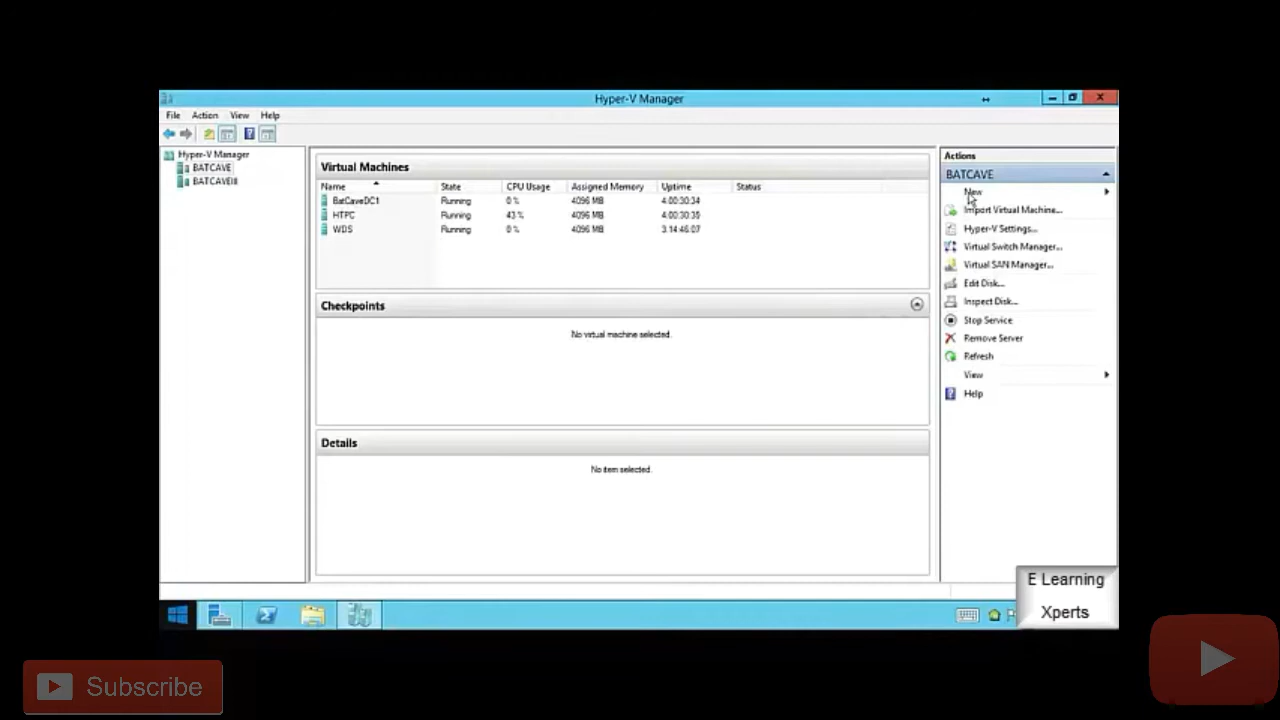 Hyper-V Manager
File Action View Help
Hyper-V Manager
BATCAVE
BATCAVEIII
Virtual Machines
Name State CPU Usage Assigned Memory Uptime Status
BatCaveDC1 Running 0 % 4096 MB 4.00:30:34
HTPC Running 43 % 4096 MB 4.00:30:35
WDS Running 0 % 4096 MB 3.14:46:07
Checkpoints
No virtual machine selected.
Details
No item selected.
Actions
BATCAVE
New
Import Virtual Machine...
Hyper-V Settings...
Virtual Switch Manager...
Virtual SAN Manager...
Edit Disk...
Inspect Disk...
Stop Service
Remove Server
Refresh
View
Help
E Learning
Xperts
Subscribe